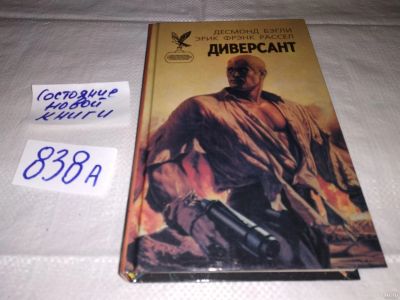 Состояние
новой
книги
838А
ДЕСМОНД БЭГЛИ
ЭРИК ФРЭНК РАССЕЛ
ДИВЕРСАНТ